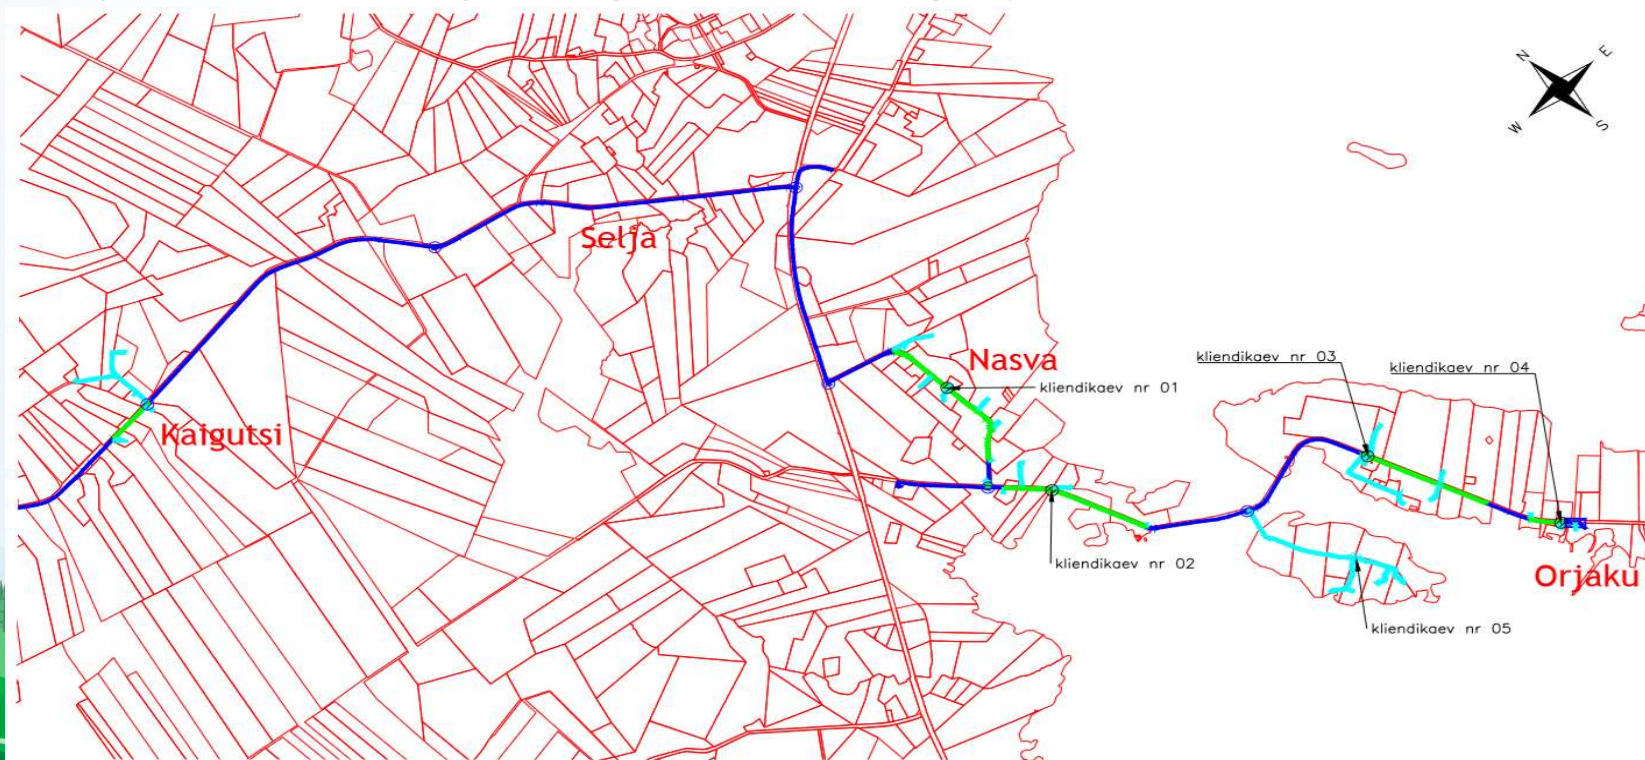 N
E
W
S
Selja
Nasva
kliendikaev nr 03
kliendikaev nr 04
kliendikaev nr 01
Kaigutsi
kliendikaev nr 02
Orjaku
kliendikaev nr 05